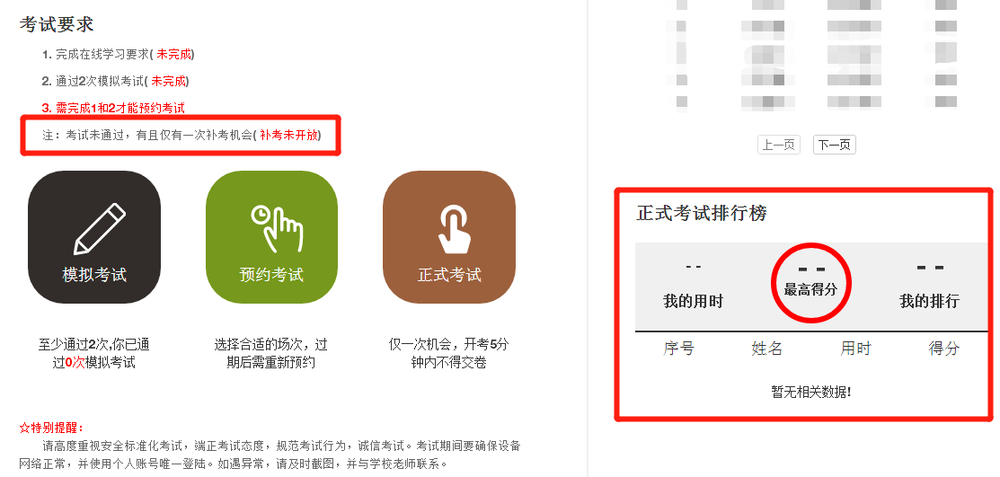 考试要求
1. 完成在线学习要求( 未完成)
2. 通过2次模拟考试( 未完成)
3. 需完成1和2才能预约考试
注：考试未通过，有且仅有一次补考机会( 补考未开放)
模拟考试
预约考试
正式考试
至少通过2次,你已通
过0次模拟考试
选择合适的场次，过
期后需重新预约
仅一次机会，开考5分
钟内不得交卷
☆特别提醒：
请高度重视安全标准化考试，端正考试态度，规范考试行为，诚信考试。考试期间要确保设备
网络正常，并使用个人账号唯一登陆。如遇异常，请及时截图，并与学校老师联系。
上一页
下一页
正式考试排行榜
- -
我的用时
- -
最高得分
- -
我的排行
序号 姓名 用时 得分
暂无相关数据!